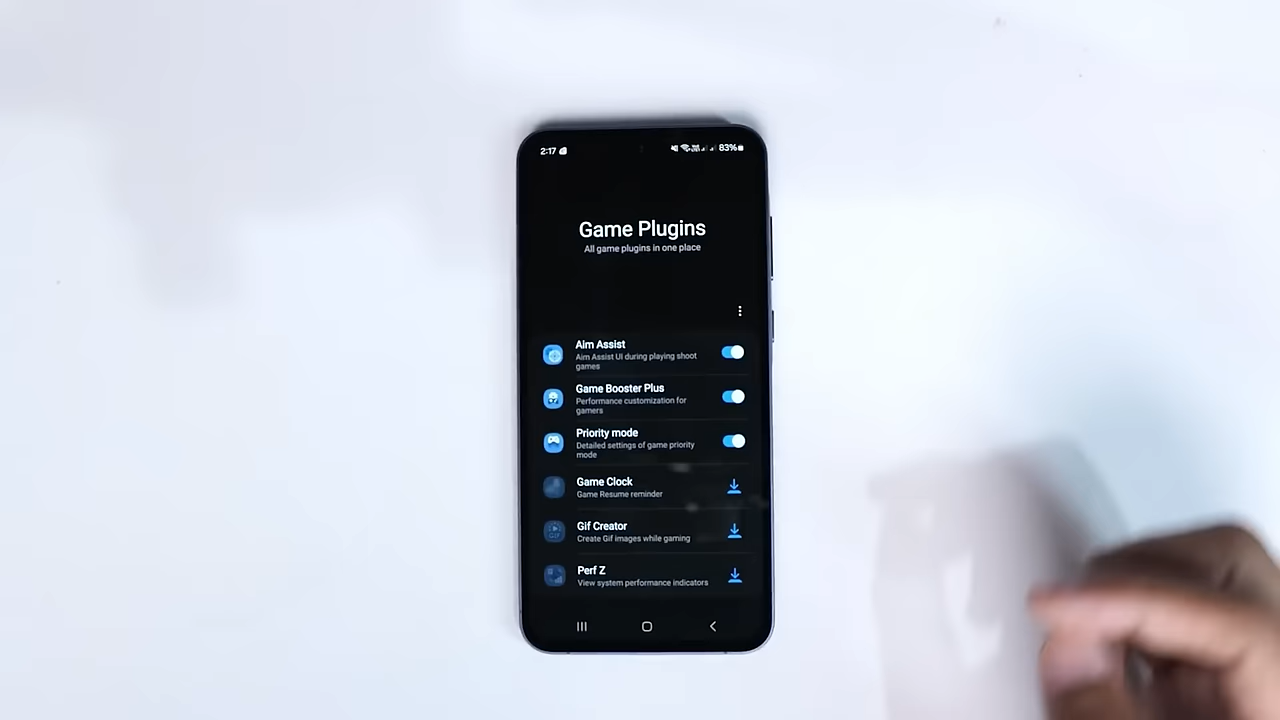 2:17
83%
Game Plugins
All game plugins in one place
Aim Assist
Aim Assist UI during playing shoot
games
Game Booster Plus
Performance customization for
gamers
Priority mode
Detailed settings of game priority
mode
Game Clock
Game Resume reminder
Gif Creator
Create Gif images while gaming
Perf Z
View system performance indicators